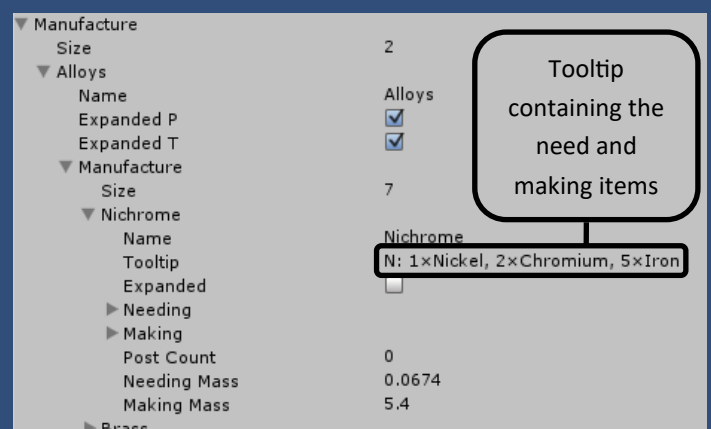 Manufacture
Size 2
Alloys
Name Alloys
Expanded P
Expanded T
Manufacture
Size 7
Nichrome
Name Nichrome
Tooltip N: 1×Nickel, 2×Chromium, 5×Iron
Expanded
Needing
Making
Post Count 0
Needing Mass 0.0674
Making Mass 5.4
Brass
Tooltip
containing the
need and
making items